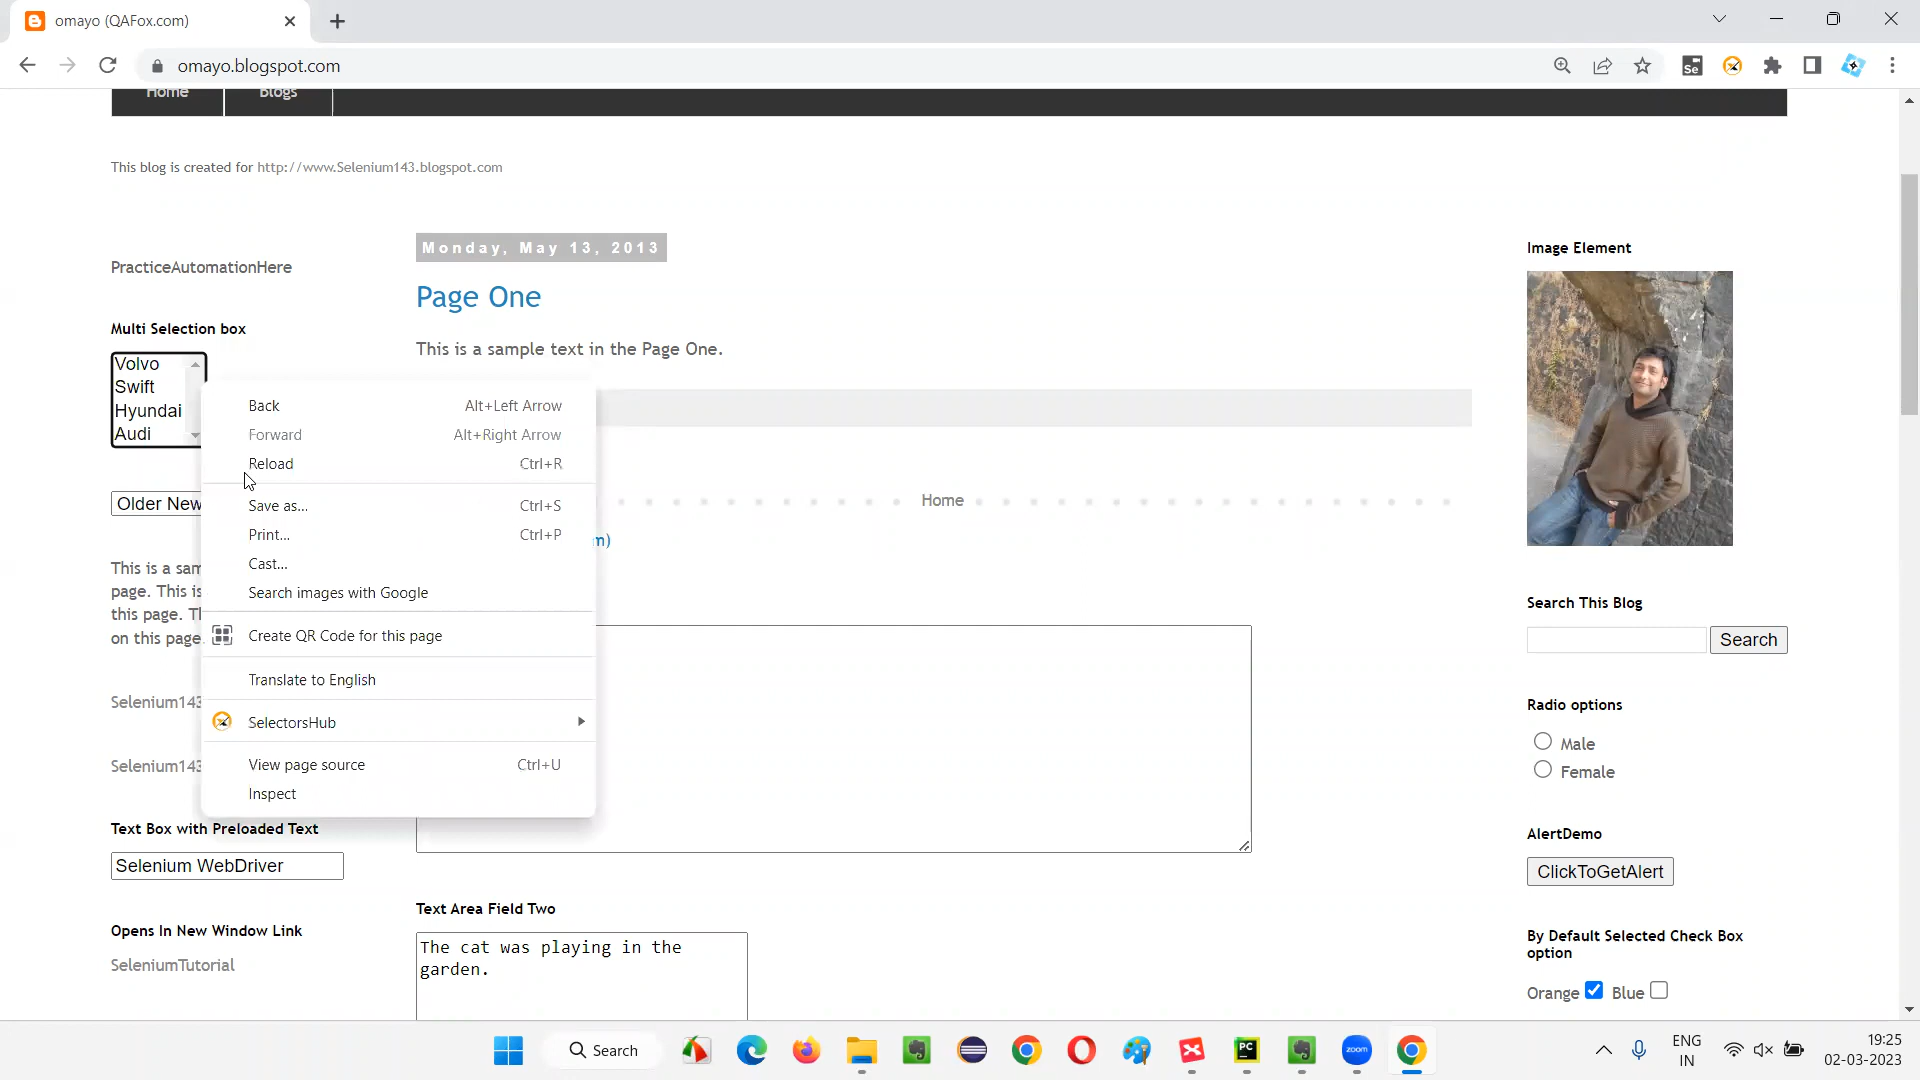 omayo (QAFox.com)
omayo.blogspot.com
Home Blogs
This blog is created for http://www.Selenium143.blogspot.com
PracticeAutomationHere
Multi Selection box
Volvo
Swift
Hyundai
Audi
Older New
This is a sam
page. This is
this page. Th
on this page.
Selenium143
Selenium143
Text Box with Preloaded Text
Selenium WebDriver
Opens In New Window Link
SeleniumTutorial
Back Alt+Left Arrow
Forward Alt+Right Arrow
Reload Ctrl+R
Save as... Ctrl+S
Print... Ctrl+P
Cast...
Search images with Google
Create QR Code for this page
Translate to English
SelectorsHub
View page source Ctrl+U
Inspect
Monday, May 13, 2013
Page One
This is a sample text in the Page One.
Home
m)
Text Area Field Two
The cat was playing in the
garden.
Image Element
Search This Blog
Search
Radio options
Male
Female
AlertDemo
ClickToGetAlert
By Default Selected Check Box
option
Orange Blue
Search
Se
PC
zoom
ENG
IN
19:25
02-03-2023